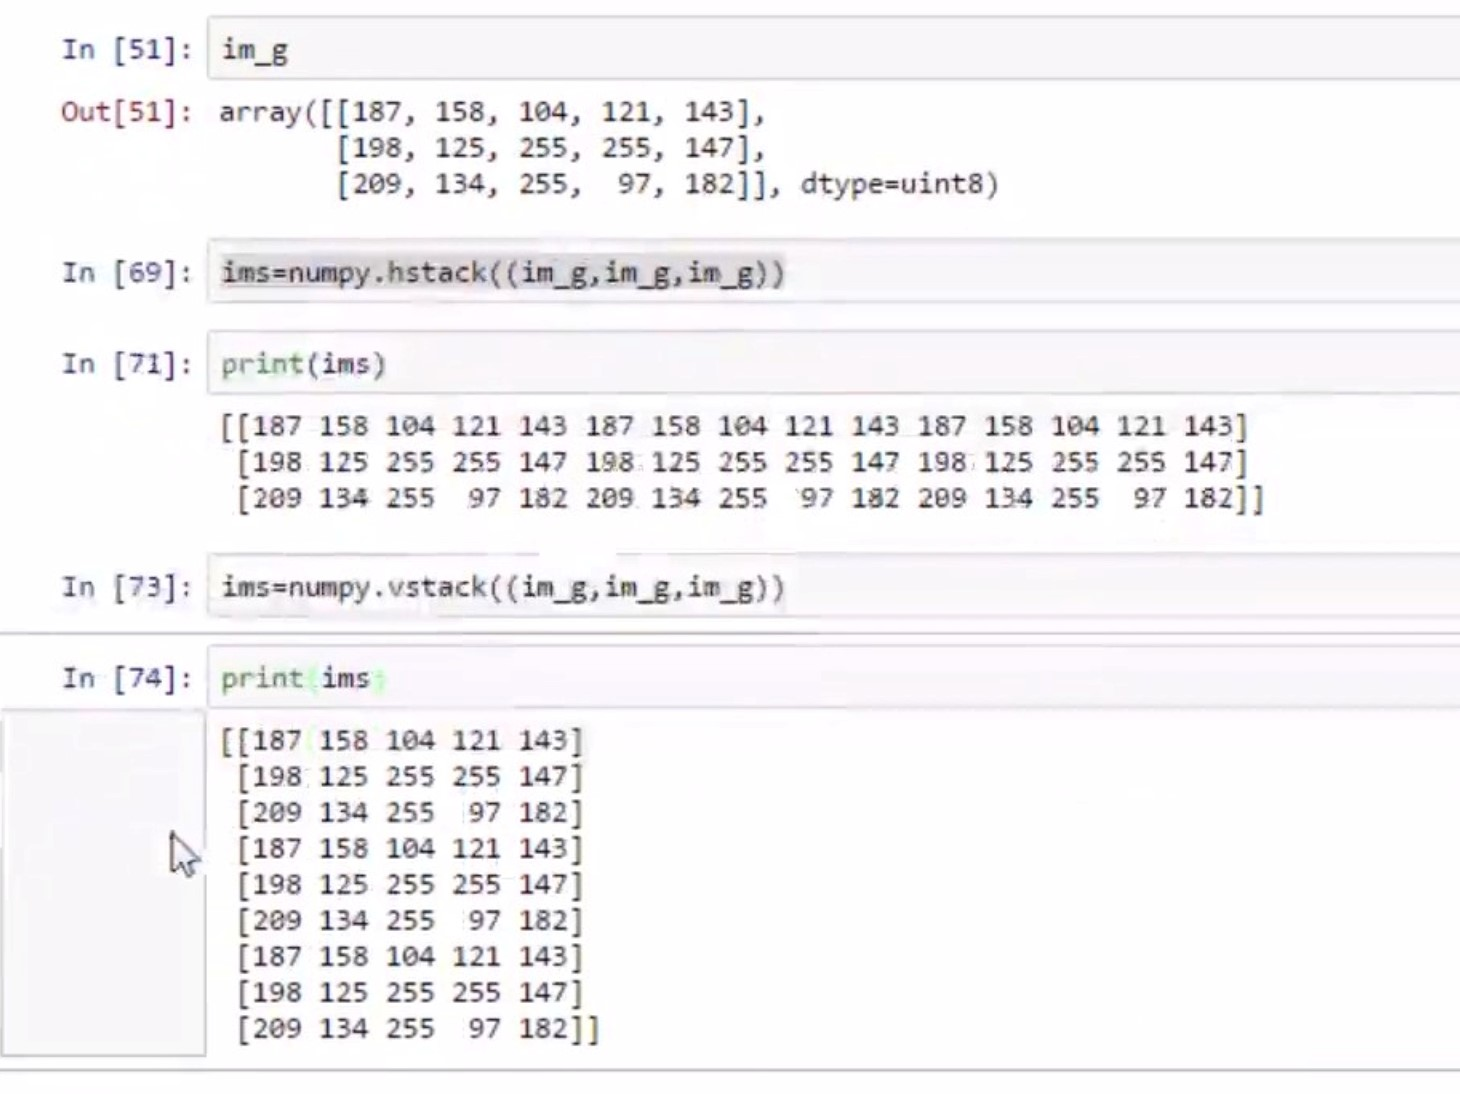 In [51]: im_g
Out[51]: array([[187, 158, 104, 121, 143],
[198, 125, 255, 255, 147],
[209, 134, 255,  97, 182]], dtype=uint8)
In [69]: ims=numpy.hstack((im_g,im_g,im_g))
In [71]: print(ims)
[[187 158 104 121 143 187 158 104 121 143 187 158 104 121 143]
[198 125 255 255 147 198 125 255 255 147 198 125 255 255 147]
[209 134 255  97 182 209 134 255  97 182 209 134 255  97 182]]
In [73]: ims=numpy.vstack((im_g,im_g,im_g))
In [74]: print(ims)
[[187 158 104 121 143]
[198 125 255 255 147]
[209 134 255  97 182]
[187 158 104 121 143]
[198 125 255 255 147]
[209 134 255  97 182]
[187 158 104 121 143]
[198 125 255 255 147]
[209 134 255  97 182]]